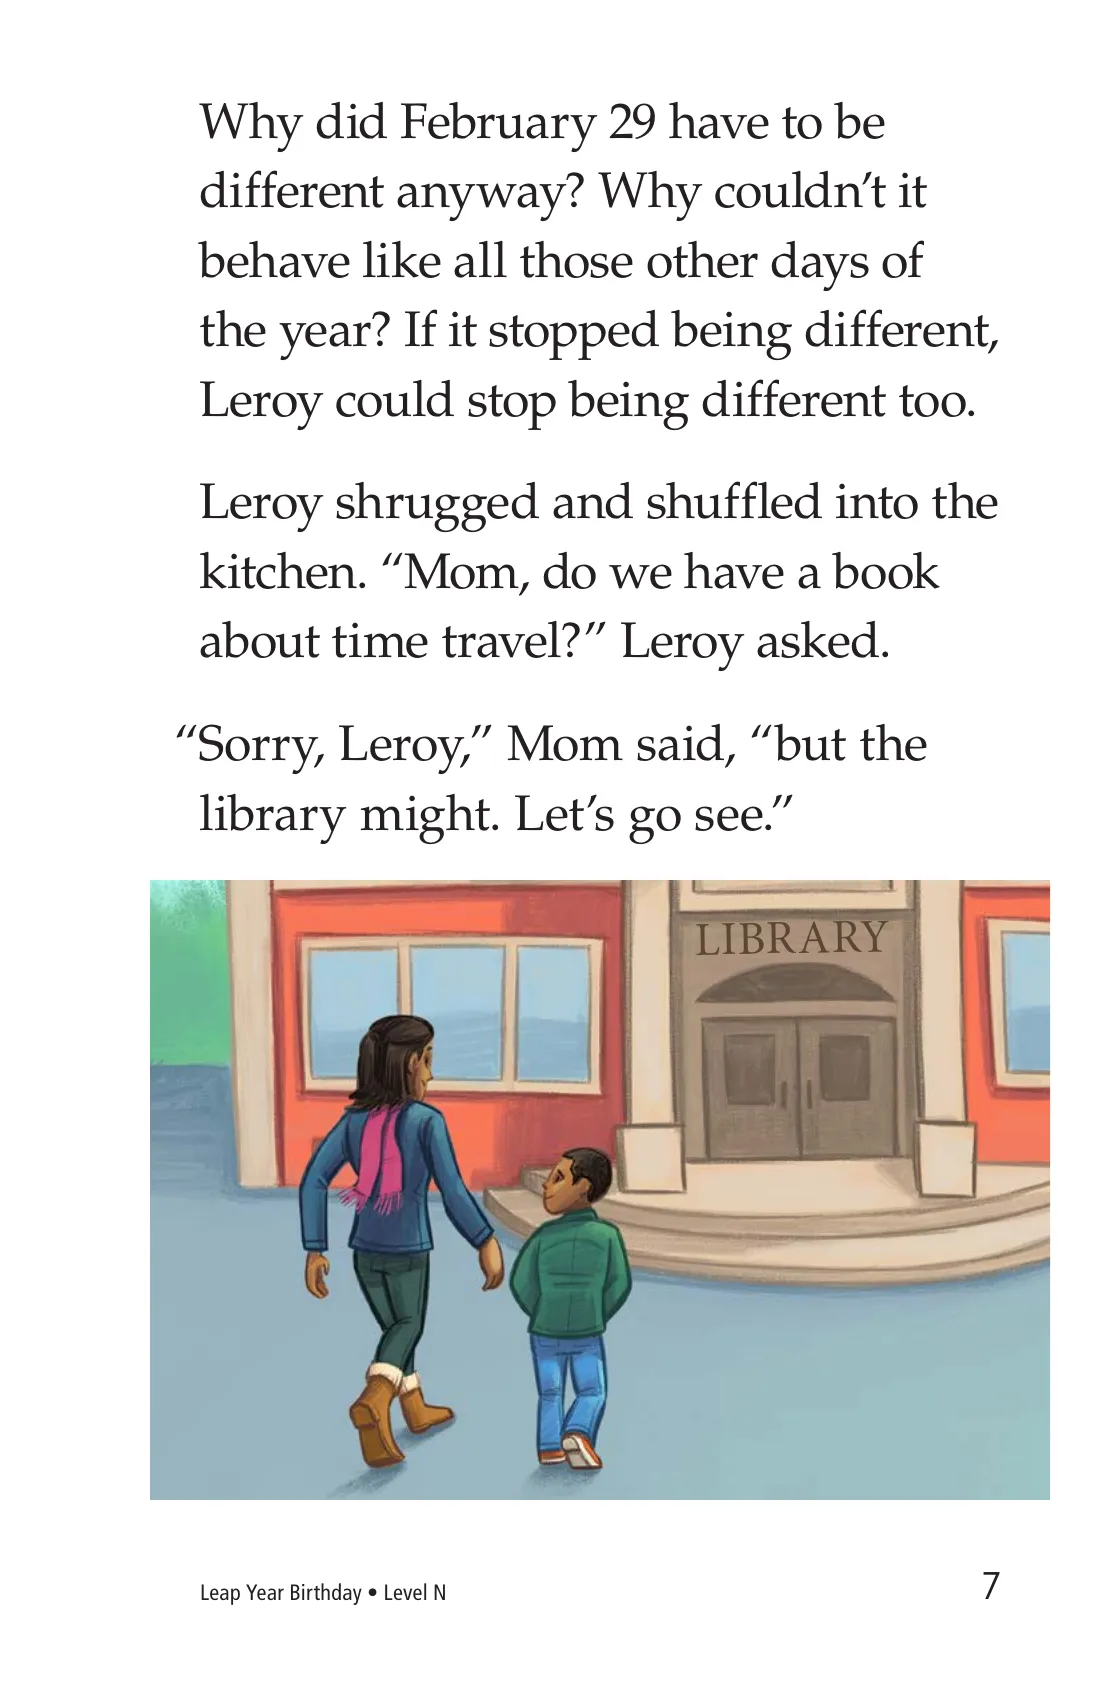 Why did February 29 have to be
different anyway? Why couldn’t it
behave like all those other days of
the year? If it stopped being different,
Leroy could stop being different too.
Leroy shrugged and shuffled into the
kitchen. “Mom, do we have a book
about time travel?” Leroy asked.
“Sorry, Leroy,” Mom said, “but the
library might. Let’s go see.”
LIBRARY
Leap Year Birthday • Level N
7